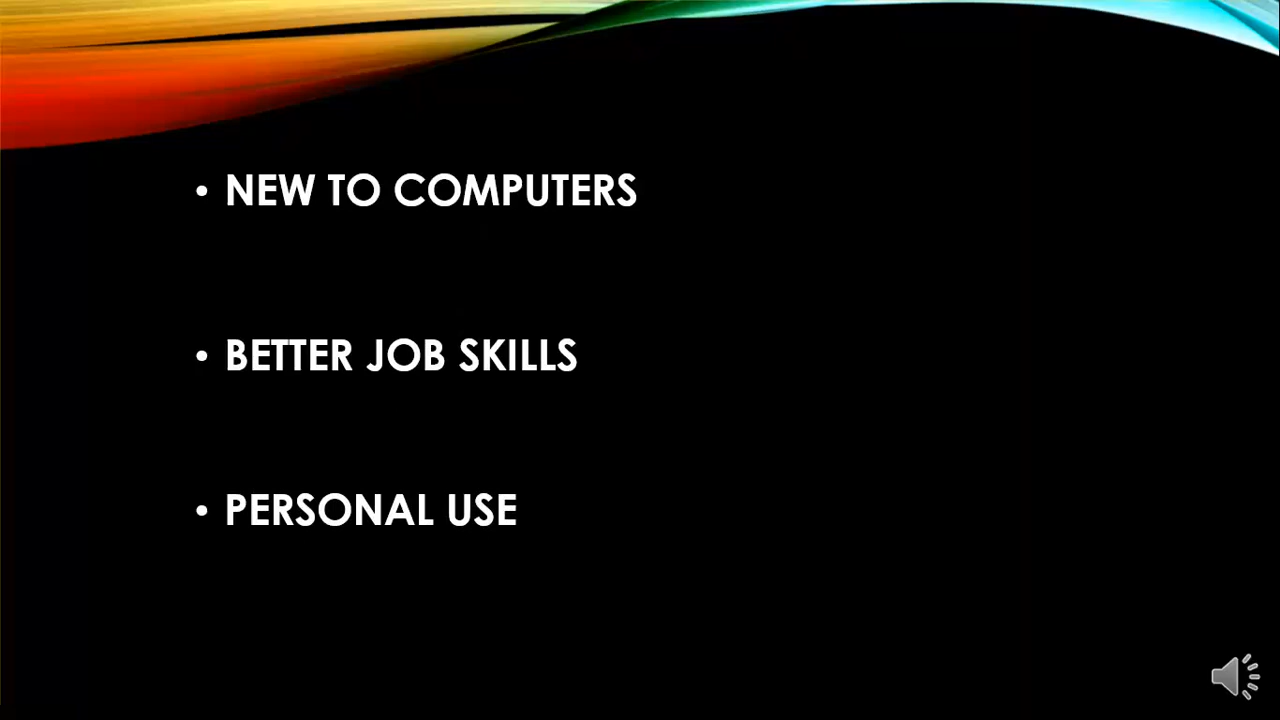 • NEW TO COMPUTERS
• BETTER JOB SKILLS
• PERSONAL USE